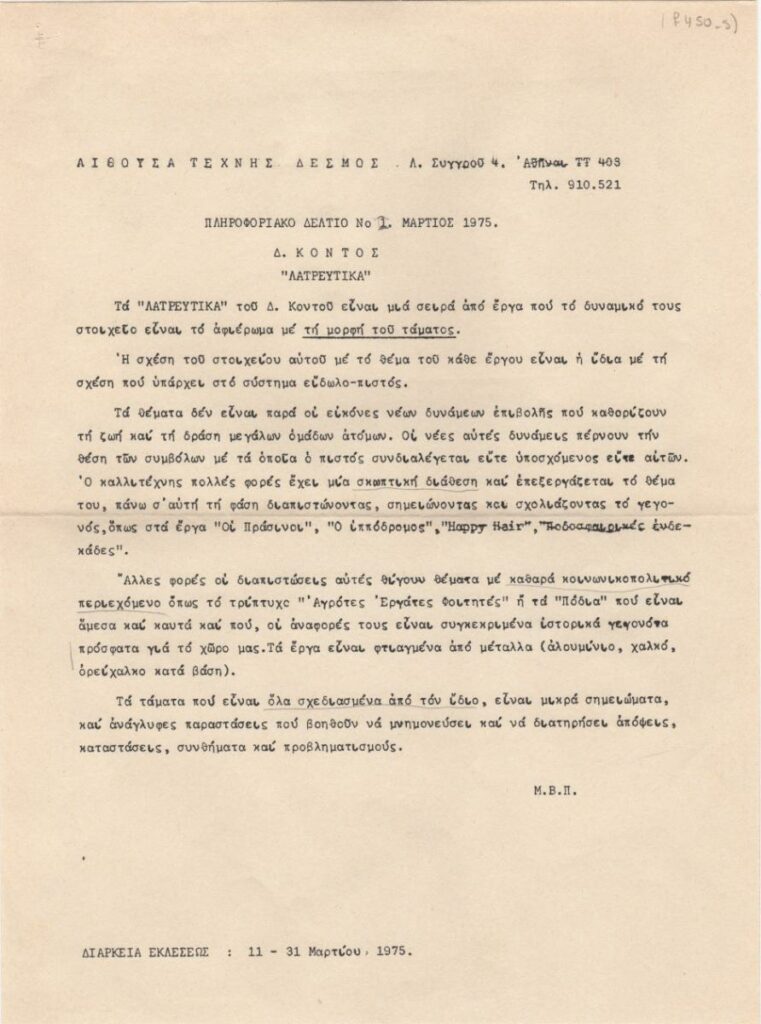 (Φ450_5)
ΑΙΘΟΥΣΑ ΤΕΧΝΗΣ ΔΕΣΜΟΣ . Λ. Συγγροῦ 4. Ἀθῆναι ΤΤ 403
Τηλ. 910.521
ΠΛΗΡΟΦΟΡΙΑΚΟ ΔΕΛΤΙΟ Νο 1. ΜΑΡΤΙΟΣ 1975.
Δ. ΚΟΝΤΟΣ
"ΛΑΤΡΕΥΤΙΚΑ"
Τά "ΛΑΤΡΕΥΤΙΚΑ" τοῦ Δ. Κοντοῦ εἶναι μιά σειρά ἀπό ἔργα πού τό δυναμικό τους
στοιχεῖο εἶναι τό ἀφιέρωμα μέ τή μορφή τοῦ τάματος.
Ἡ σχέση τοῦ στοιχείου αὐτοῦ μέ τό θέμα τοῦ κάθε ἔργου εἶναι ἡ ἴδια μέ τή
σχέση πού ὑπάρχει στό σύστημα εἴδωλο-πιστός.
Τά θέματα δέν εἶναι παρά οἱ εἰκόνες νέων δυνάμεων ἐπιβολῆς πού καθορίζουν
τή ζωή καί τή δράση μεγάλων ὁμάδων ἀτόμων. Οἱ νέες αὐτές δυνάμεις πέρνουν τήν
θέση τῶν συμβόλων μέ τά ὁποῖα ὁ πιστός συνδιαλέγεται εἴτε ὑποσχόμενος εἴτε αἰτῶν.
Ὁ καλλιτέχνης πολλές φορές ἔχει μία σκωπτική διάθεση καί ἐπεξεργάζεται τό θέμα
του, πάνω σ'αὐτή τή φάση διαπιστώνοντας, σημειώνοντας καί σχολιάζοντας τό γεγο-
νός,ὅπως στά ἔργα "Οἱ Πράσινοι", "Ὁ ἱππόδρομος","Happy Hair","Ποδοσφαιρικές ἑνδε-
κάδες".
Ἄλλες φορές οἱ διαπιστώσεις αὐτές θίγουν θέματα μέ καθαρά κοινωνικοπολιτικό
περιεχόμενο ὅπως τό τρίπτυχο "Ἀγρότες Ἐργάτες Φοιτητές" ἤ τά "Πόδια" πού εἶναι
ἄμεσα καί καυτά καί πού, οἱ ἀναφορές τους εἶναι συγκεκριμένα ἱστορικά γεγονότα
πρόσφατα γιά τό χῶρο μας.Τά ἔργα εἶναι φτιαγμένα ἀπό μέταλλα (ἀλουμίνιο, χαλκό,
ὀρείχαλκο κατά βάση).
Τά τάματα πού εἶναι ὅλα σχεδιασμένα ἀπό τόν ἴδιο, εἶναι μικρά σημειώματα,
καί ἀνάγλυφες παραστάσεις πού βοηθοῦν νά μνημονεύσει καί νά διατηρήσει ἀπόψεις,
καταστάσεις, συνθήματα καί προβληματισμούς.
Μ.Β.Π.
ΔΙΑΡΚΕΙΑ ΕΚΛΕΣΕΩΣ : 11 - 31 Μαρτίου, 1975.